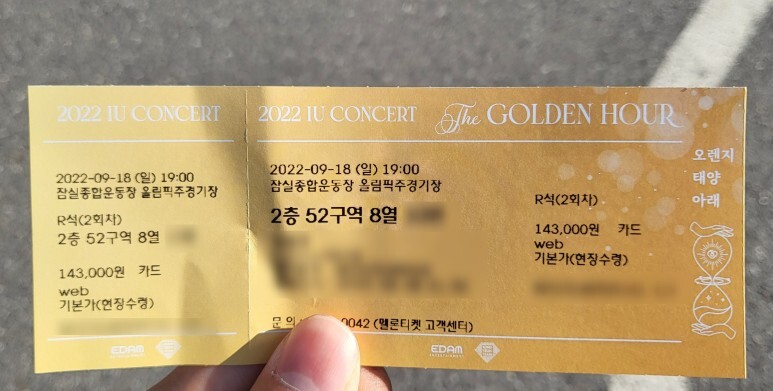 2022 IU CONCERT
2022-09-18 (일) 19:00
잠실종합운동장 올림픽주경기장
R석(2회차)
2층 52구역 8열
143,000원 카드
web
기본가(현장수령)
EDAM
2022 IU CONCERT The GOLDEN HOUR
2022-09-18 (일) 19:00
잠실종합운동장 올림픽주경기장
2층 52구역 8열
문의 0042 (멜론티켓 고객센터)
EDAM
ENTERTAINMENT
R석(2회차)
143,000원 카드
web
기본가(현장수령)
오렌지
태양
아래